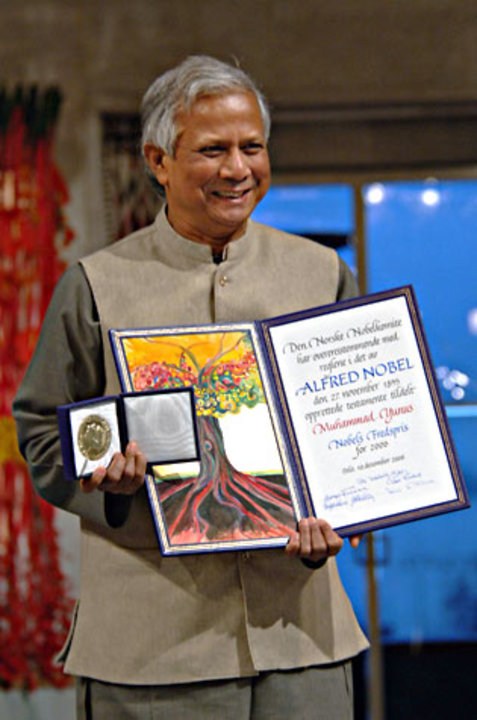 Den Norske Nobelkomite
har overensstemmende med
reglene i det av
ALFRED NOBEL
den 27. november 1895
opprettede testamente tildelt
Muhammad Yunus
Nobels Fredspris
for 2006
Oslo, 10 desember 2006